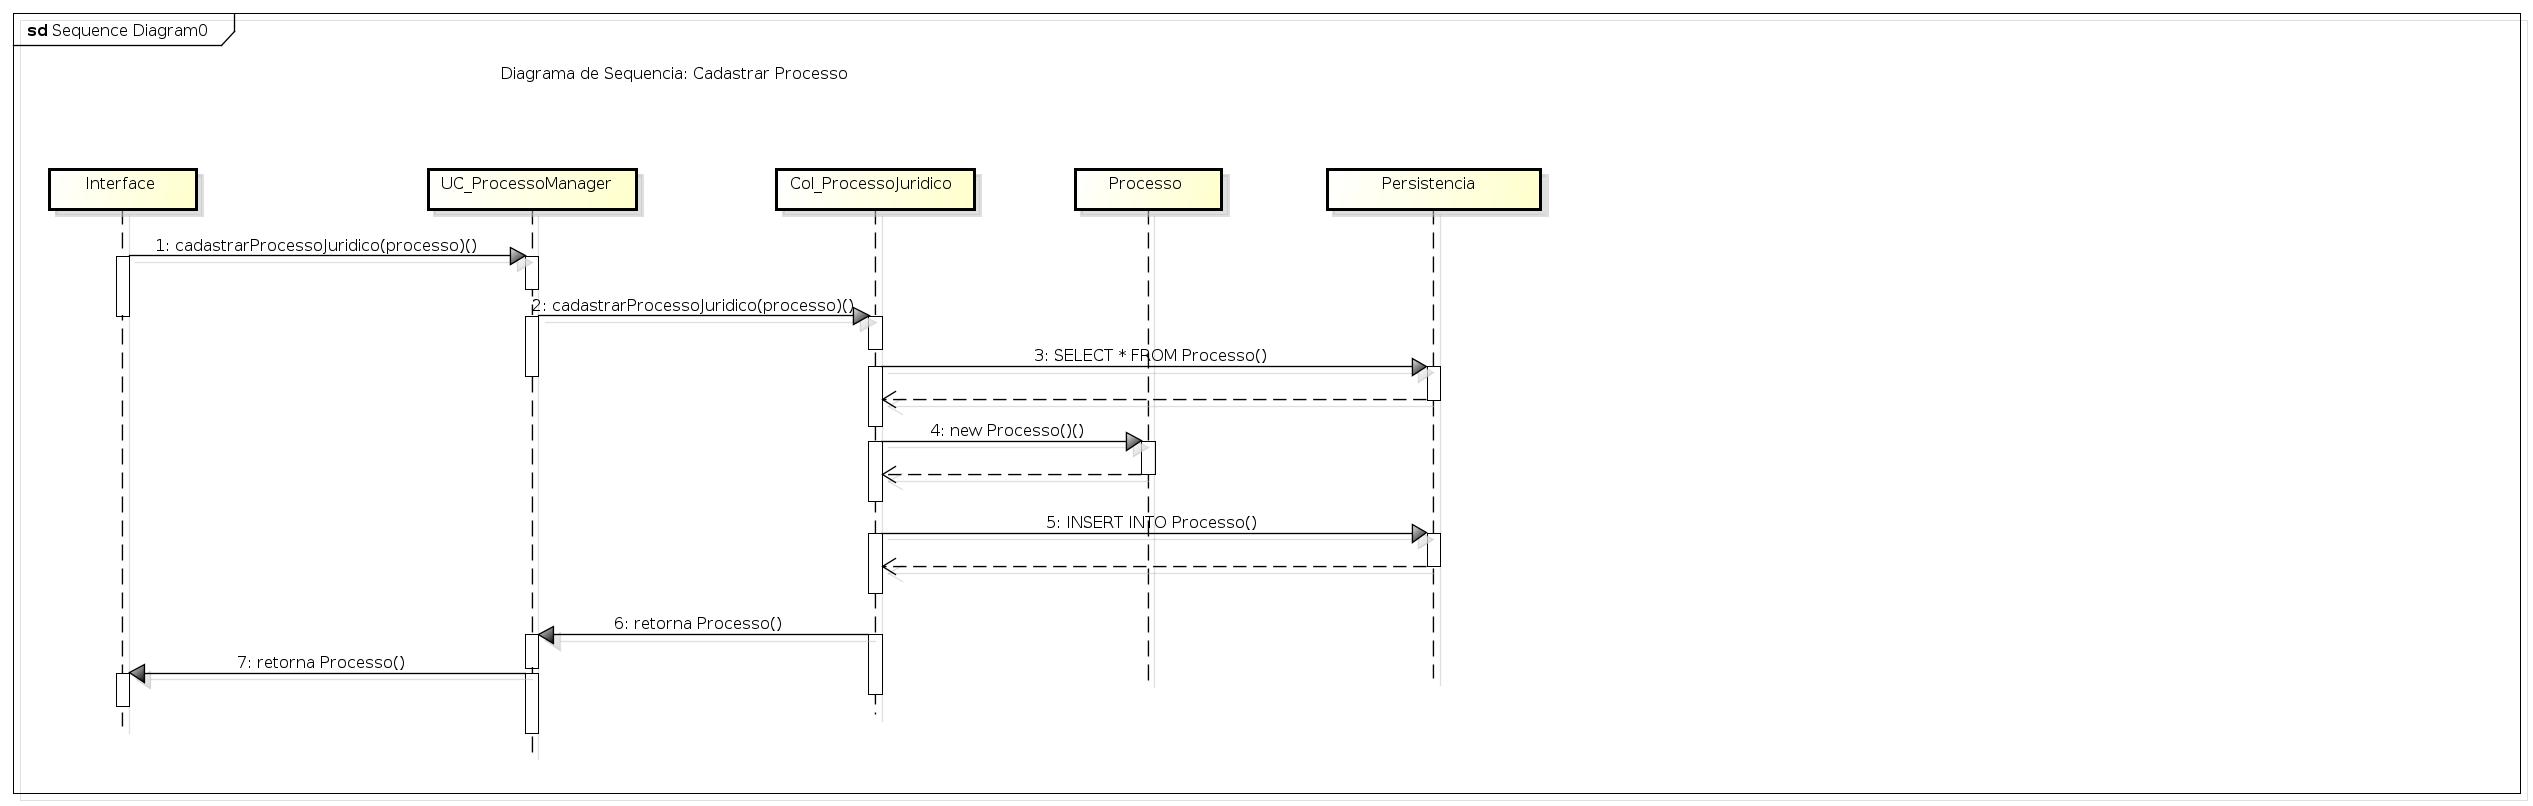 sd Sequence Diagram0
Diagrama de Sequencia: Cadastrar Processo
Interface
UC_ProcessoManager
Col_ProcessoJuridico
Processo
Persistencia
1: cadastrarProcessoJuridico(processo)()
2: cadastrarProcessoJuridico(processo)()
3: SELECT * FROM Processo()
4: new Processo()()
5: INSERT INTO Processo()
6: retorna Processo()
7: retorna Processo()